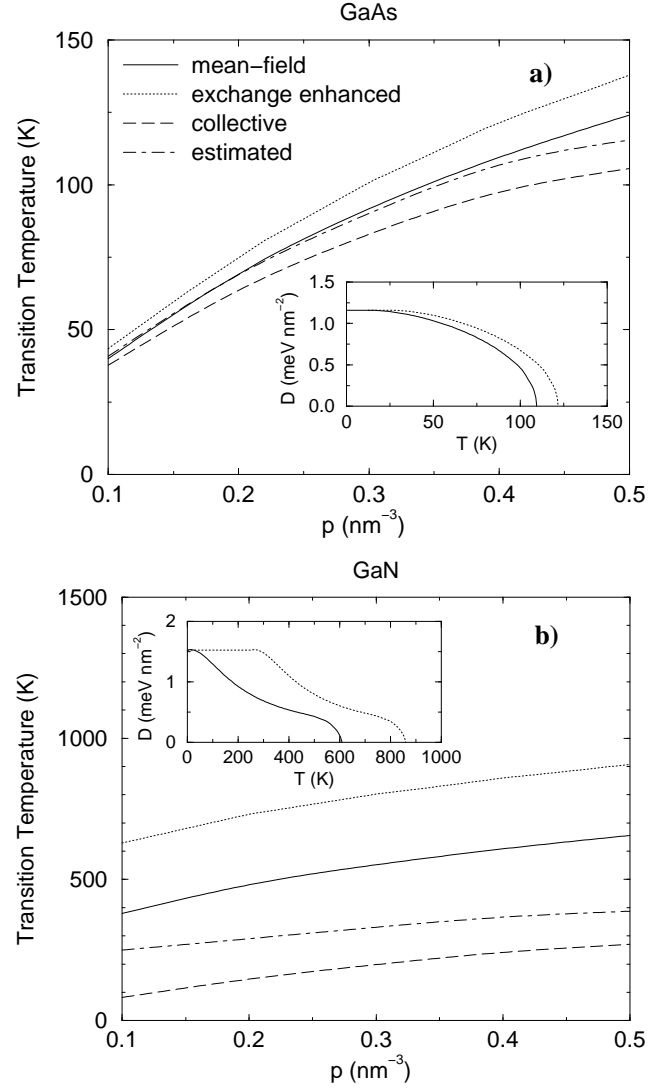 GaAs
150
100
50
0
Transition Temperature (K)
a)
mean−field
exchange enhanced
collective
estimated
1.5
1.0
0.5
0.0
D (meV nm⁻²)
0 50 100 150
T (K)
0.1 0.2 0.3 0.4 0.5
p (nm⁻³)
GaN
1500
1000
500
0
Transition Temperature (K)
b)
2
1
0
D (meV nm⁻²)
0 200 400 600 800 1000
T (K)
0.1 0.2 0.3 0.4 0.5
p (nm⁻³)